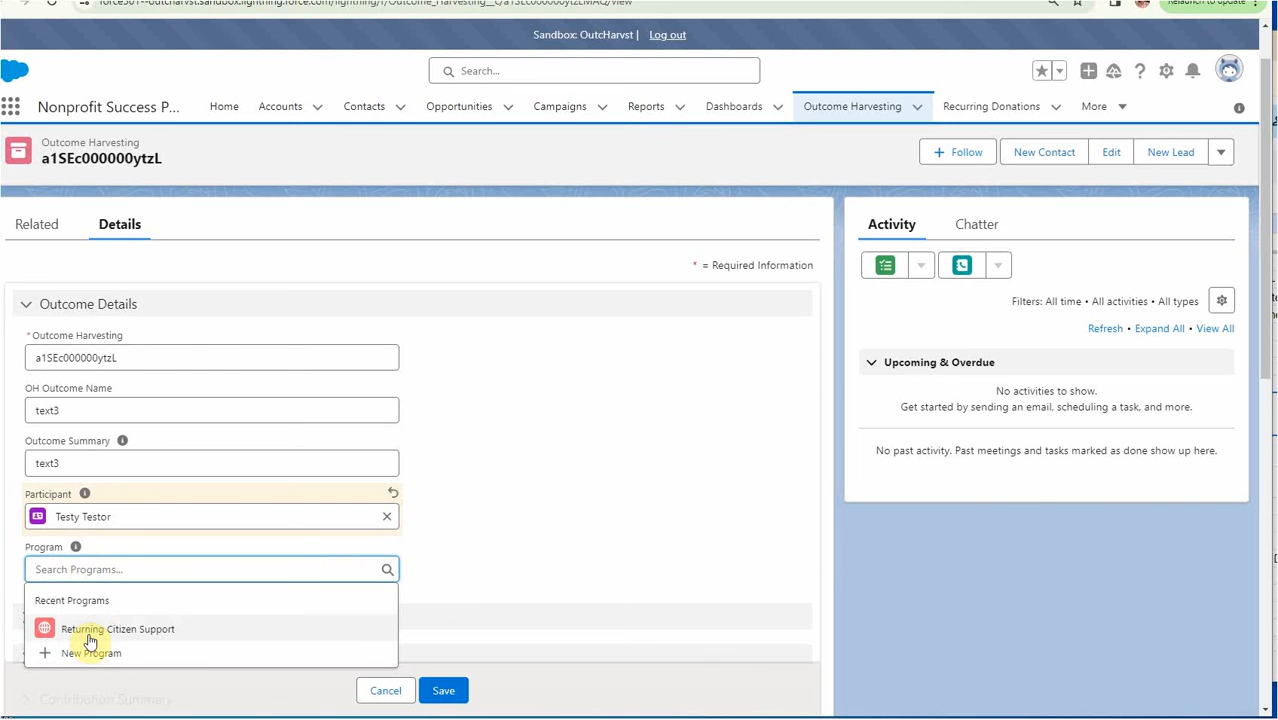 Relaunch to update
Sandbox: OutcHarvst | Log out
Search...
Nonprofit Success P... Home Accounts Contacts Opportunities Campaigns Reports Dashboards Outcome Harvesting Recurring Donations More
Outcome Harvesting
a1SEc000000ytzL
+ Follow New Contact Edit New Lead
Related Details
* = Required Information
Outcome Details
*Outcome Harvesting
a1SEc000000ytzL
OH Outcome Name
text3
Outcome Summary
text3
Participant
Testy Testor
Program
Search Programs...
Recent Programs
Returning Citizen Support
+ New Program
Contribution Summary
Cancel Save
Activity Chatter
Filters: All time • All activities • All types
Refresh • Expand All • View All
Upcoming & Overdue
No activities to show.
Get started by sending an email, scheduling a task, and more.
No past activity. Past meetings and tasks marked as done show up here.